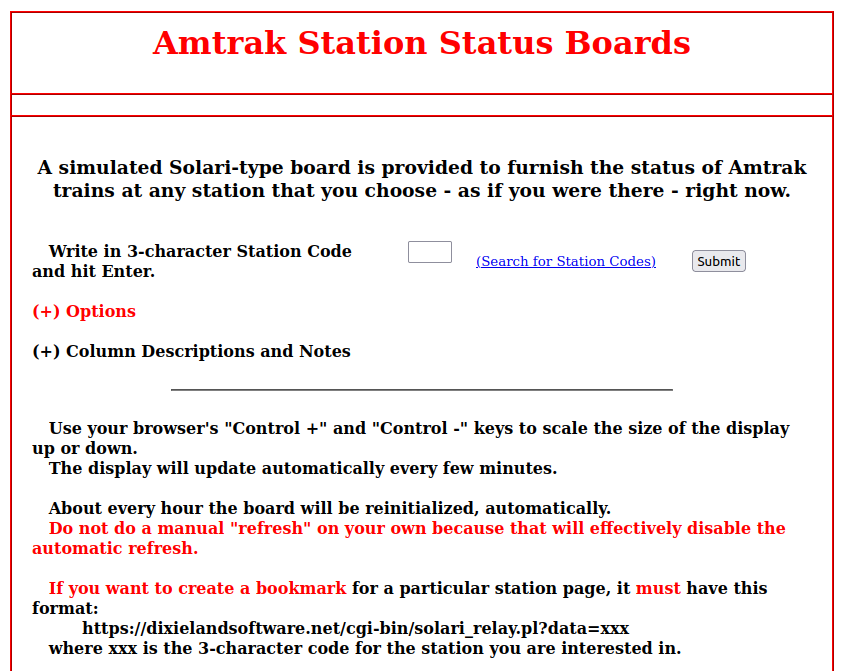 Amtrak Station Status Boards
A simulated Solari-type board is provided to furnish the status of Amtrak
trains at any station that you choose - as if you were there - right now.
Write in 3-character Station Code
and hit Enter.
(Search for Station Codes)
Submit
(+) Options
(+) Column Descriptions and Notes
Use your browser's "Control +" and "Control -" keys to scale the size of the display
up or down.
The display will update automatically every few minutes.
About every hour the board will be reinitialized, automatically.
Do not do a manual "refresh" on your own because that will effectively disable the
automatic refresh.
If you want to create a bookmark for a particular station page, it must have this
format:
https://dixielandsoftware.net/cgi-bin/solari_relay.pl?data=xxx
where xxx is the 3-character code for the station you are interested in.